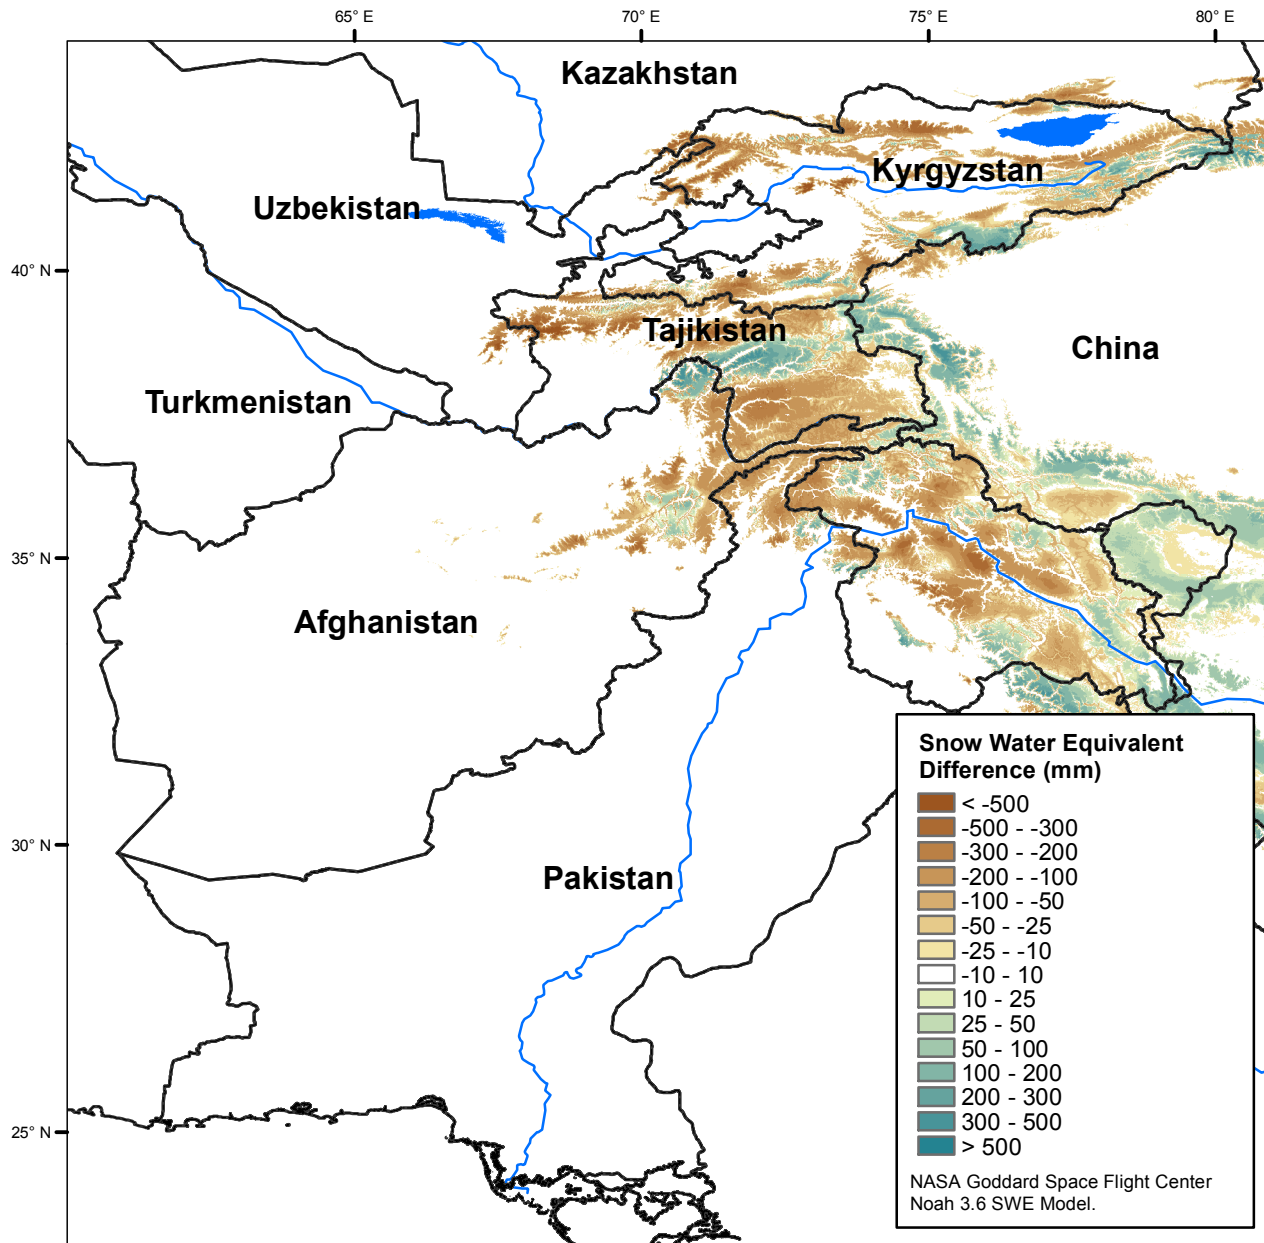 65° E
70° E
75° E
80° E
Kazakhstan
Kyrgyzstan
Uzbekistan
40° N
Tajikistan
China
Turkmenistan
35° N
Afghanistan
Snow Water Equivalent
Difference (mm)
< -500
-500 - -300
-300 - -200
-200 - -100
-100 - -50
-50 - -25
-25 - -10
-10 - 10
10 - 25
25 - 50
50 - 100
100 - 200
200 - 300
300 - 500
> 500
30° N
Pakistan
25° N
NASA Goddard Space Flight Center
Noah 3.6 SWE Model.